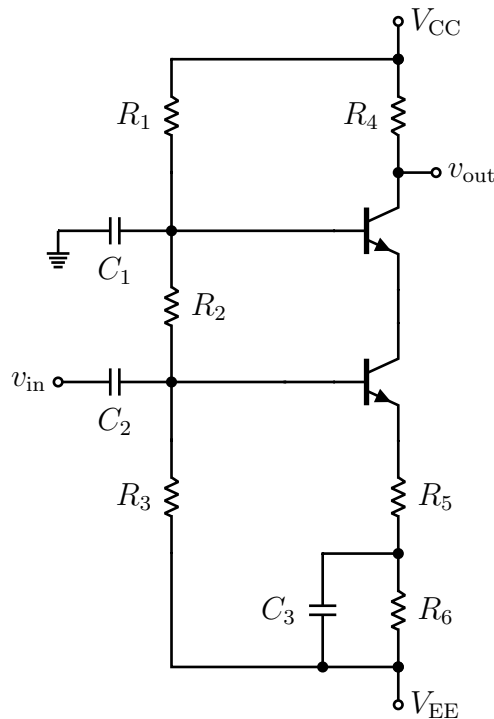 V_CC
R_1
R_4
v_out
C_1
R_2
v_in
C_2
R_3
R_5
C_3
R_6
V_EE